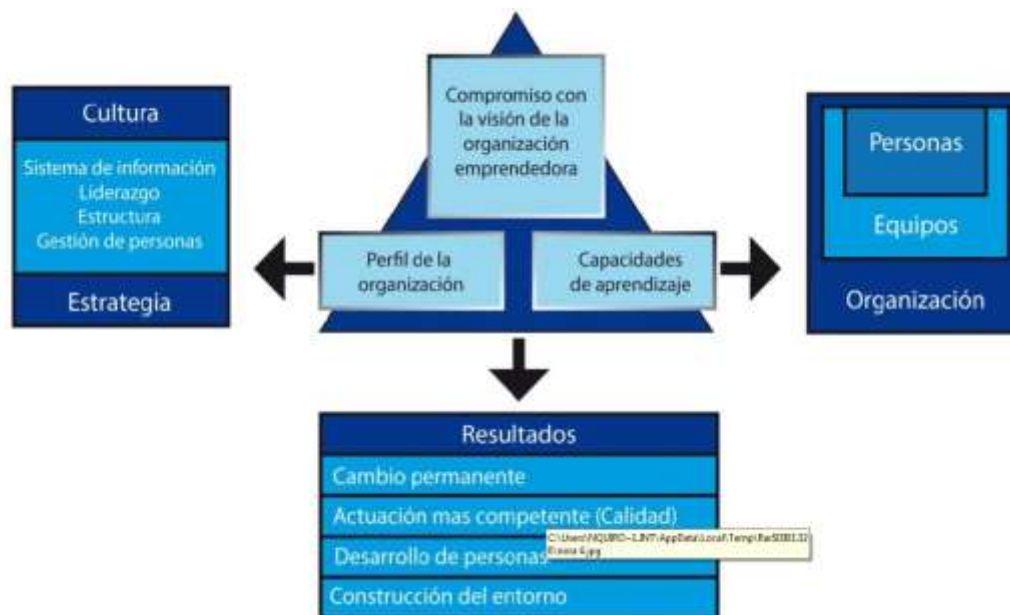 Compromiso con
la visión de la
organización
emprendedora
Cultura
Sistema de información
Liderazgo
Estructura
Gestión de personas
Estrategia
Perfil de la
organización
Capacidades
de aprendizaje
Personas
Equipos
Organización
Resultados
Cambio permanente
Actuación mas competente (Calidad)
Desarrollo de personas
Construcción del entorno